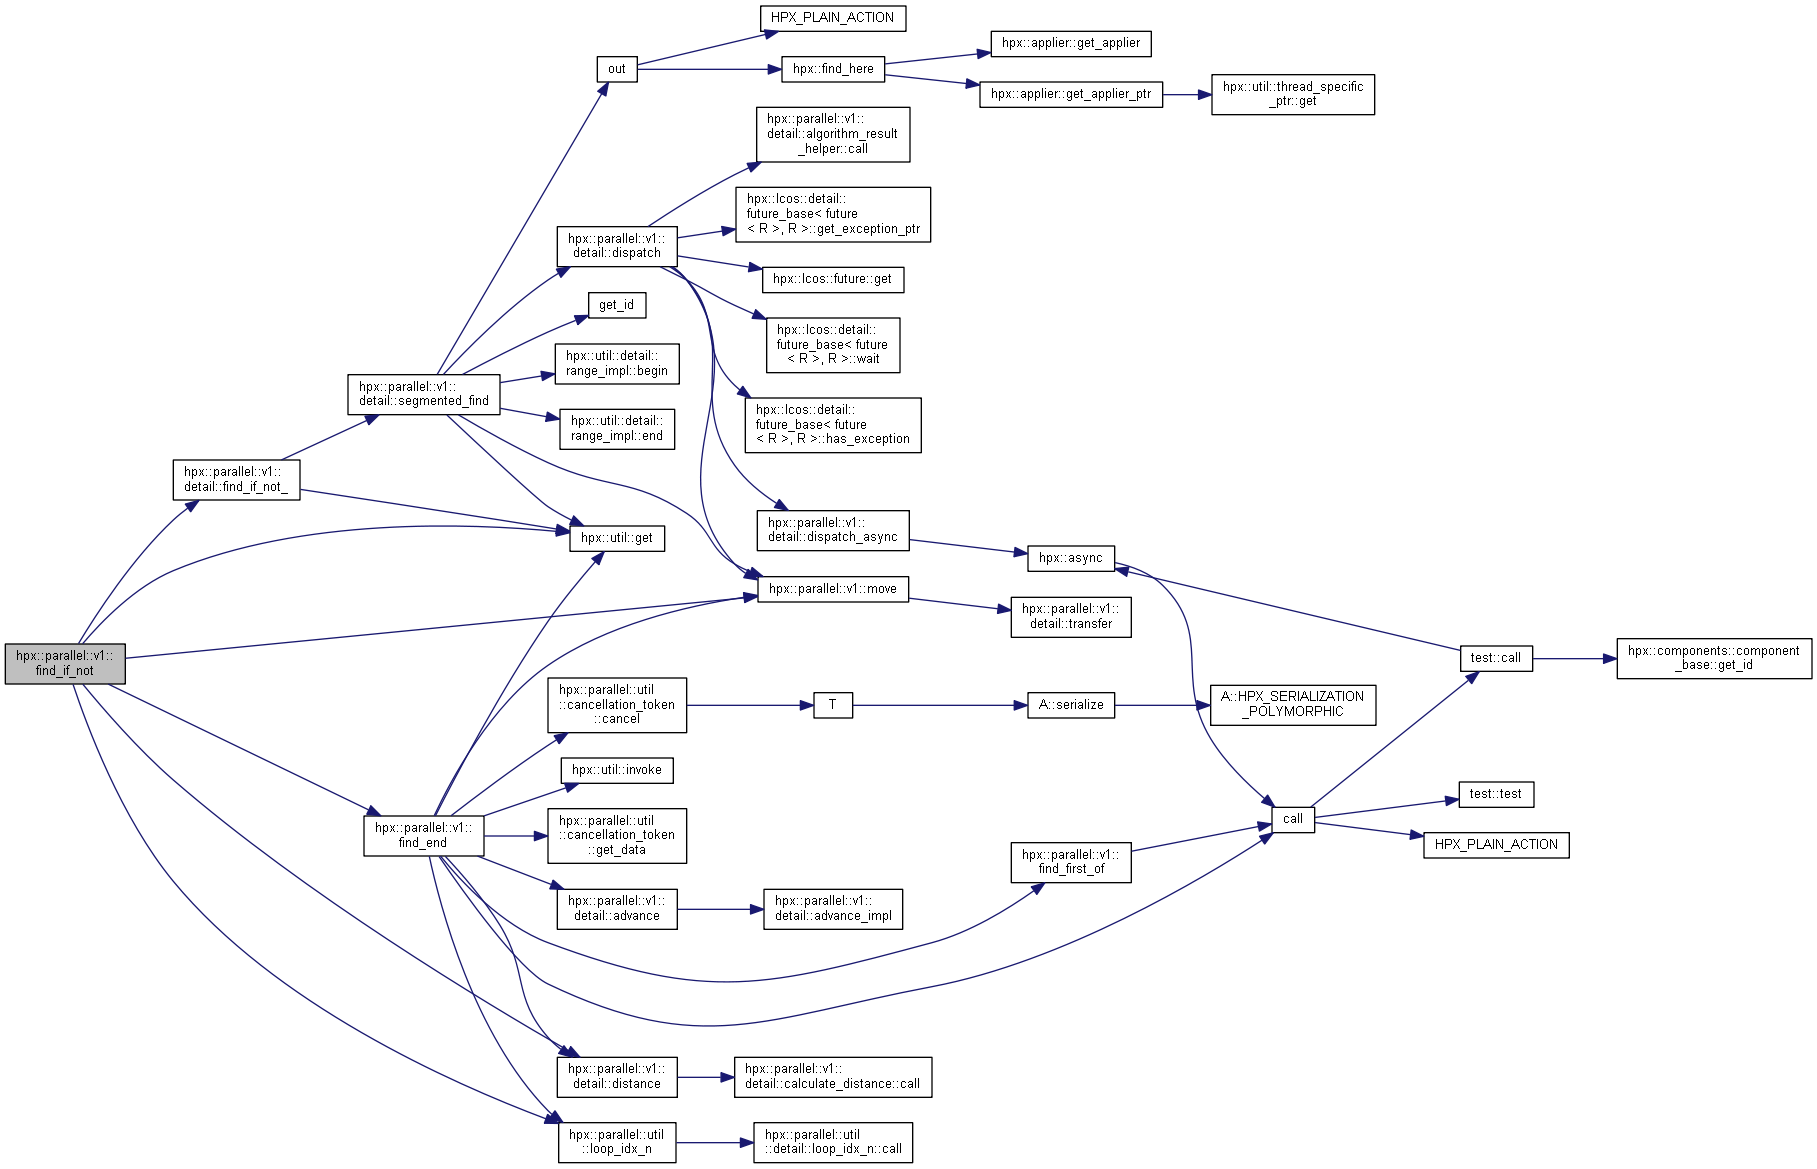 HPX_PLAIN_ACTION
out
hpx::find_here
hpx::applier::get_applier
hpx::applier::get_applier_ptr
hpx::util::thread_specific
_ptr::get
hpx::parallel::v1::
detail::algorithm_result
_helper::call
hpx::lcos::detail::
future_base< future
< R >, R >::get_exception_ptr
hpx::parallel::v1::
detail::dispatch
hpx::lcos::future::get
get_id
hpx::lcos::detail::
future_base< future
< R >, R >::wait
hpx::util::detail::
range_impl::begin
hpx::parallel::v1::
detail::segmented_find
hpx::util::detail::
range_impl::end
hpx::lcos::detail::
future_base< future
< R >, R >::has_exception
hpx::parallel::v1::
detail::find_if_not_
hpx::util::get
hpx::parallel::v1::
detail::dispatch_async
hpx::async
hpx::parallel::v1::move
hpx::parallel::v1::
detail::transfer
hpx::parallel::v1::
find_if_not
test::call
hpx::components::component
_base::get_id
hpx::parallel::util
::cancellation_token
::cancel
T
A::serialize
A::HPX_SERIALIZATION
_POLYMORPHIC
hpx::util::invoke
test::test
hpx::parallel::v1::
find_end
hpx::parallel::util
::cancellation_token
::get_data
call
HPX_PLAIN_ACTION
hpx::parallel::v1::
find_first_of
hpx::parallel::v1::
detail::advance
hpx::parallel::v1::
detail::advance_impl
hpx::parallel::v1::
detail::distance
hpx::parallel::v1::
detail::calculate_distance::call
hpx::parallel::util
::loop_idx_n
hpx::parallel::util
::detail::loop_idx_n::call